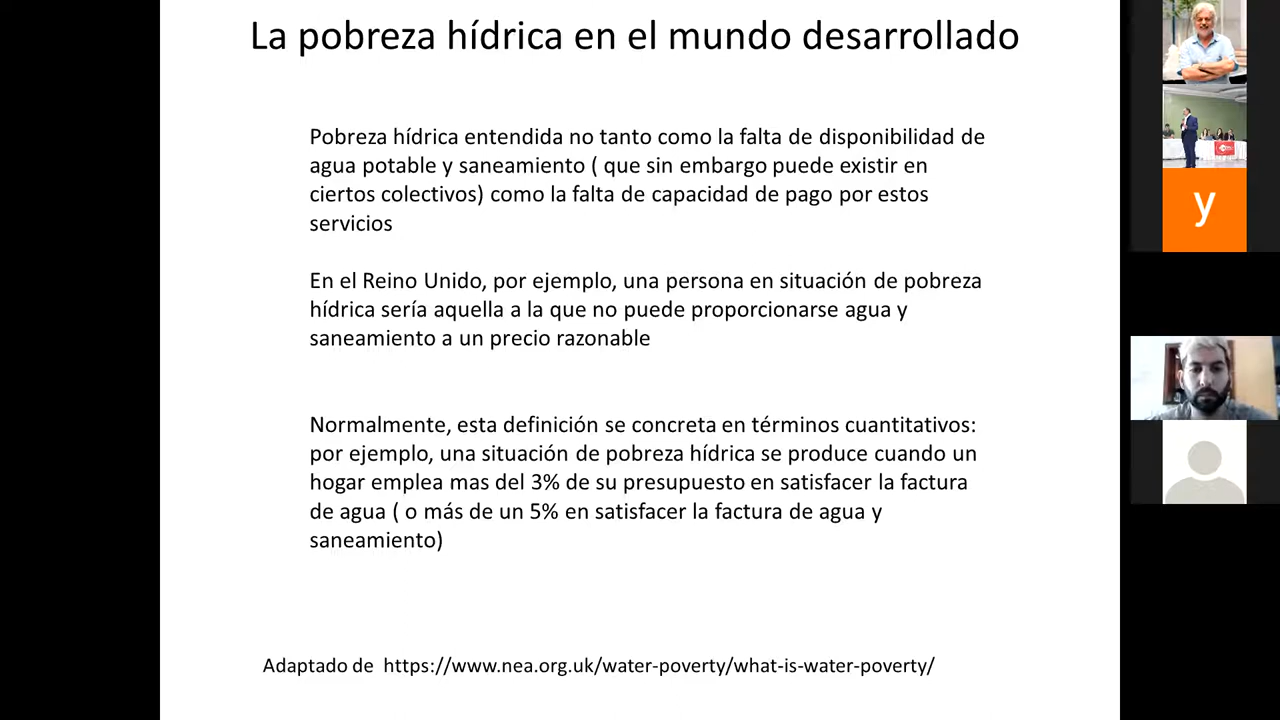 La pobreza hídrica en el mundo desarrollado
Pobreza hídrica entendida no tanto como la falta de disponibilidad de
agua potable y saneamiento ( que sin embargo puede existir en
ciertos colectivos) como la falta de capacidad de pago por estos
servicios
En el Reino Unido, por ejemplo, una persona en situación de pobreza
hídrica sería aquella a la que no puede proporcionarse agua y
saneamiento a un precio razonable
Normalmente, esta definición se concreta en términos cuantitativos:
por ejemplo, una situación de pobreza hídrica se produce cuando un
hogar emplea mas del 3% de su presupuesto en satisfacer la factura
de agua ( o más de un 5% en satisfacer la factura de agua y
saneamiento)
Adaptado de  https://www.nea.org.uk/water-poverty/what-is-water-poverty/
y